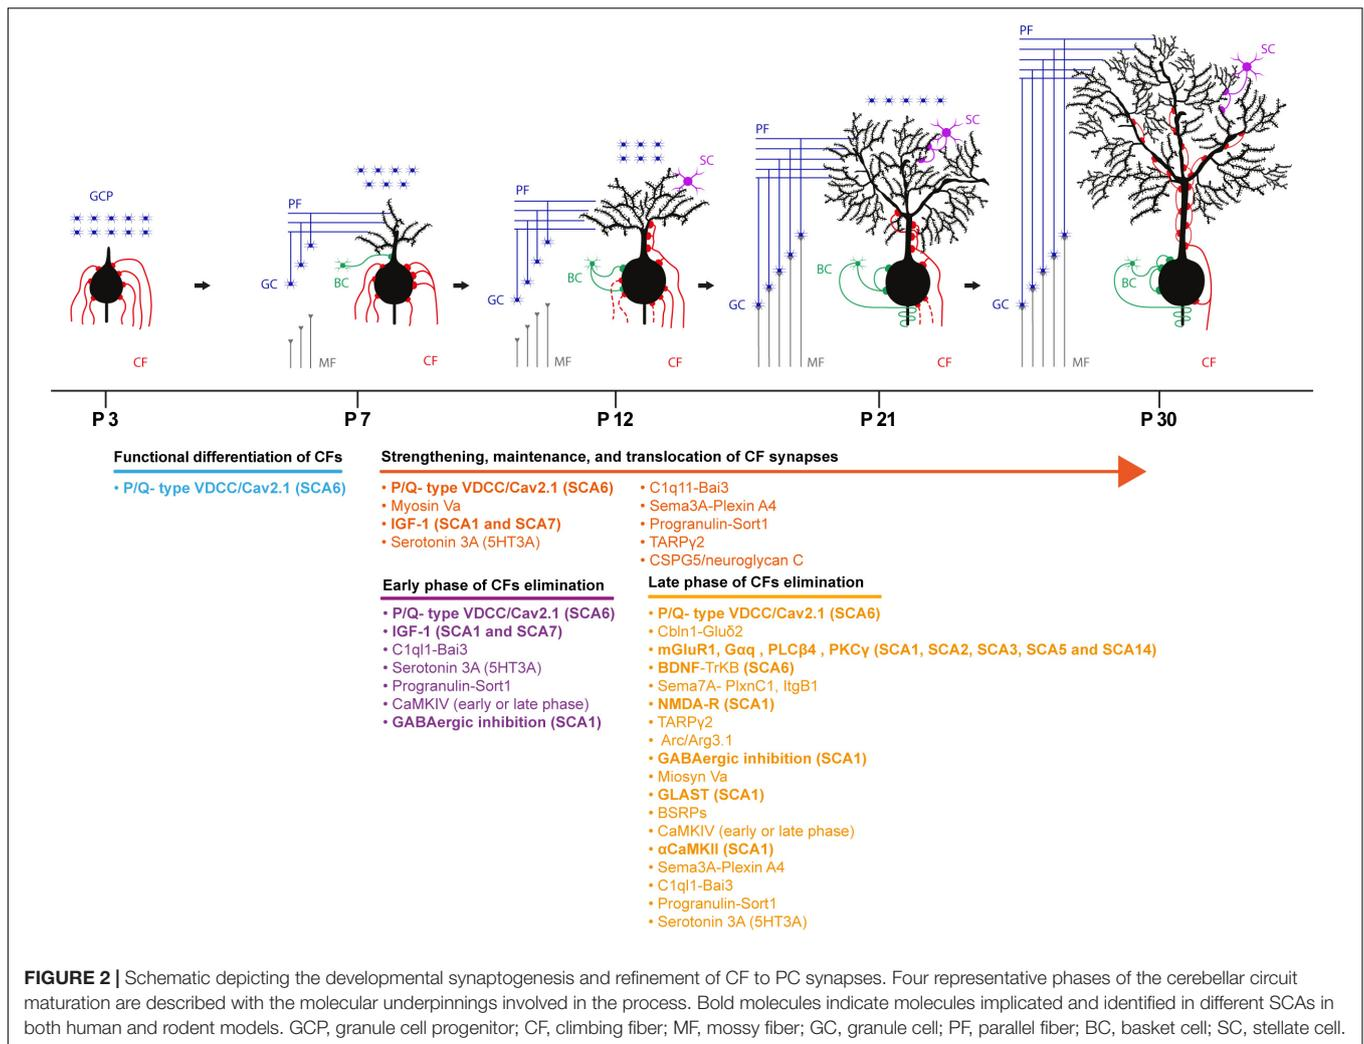 PF
SC
PF
SC
GCP
PF
PF
SC
GC
BC
GC
BC
GC
BC
GC
BC
CF
MF
CF
MF
CF
MF
CF
MF
CF
P 3
P 7
P 12
P 21
P 30
Functional differentiation of CFs
• P/Q- type VDCC/Cav2.1 (SCA6)
Strengthening, maintenance, and translocation of CF synapses
• P/Q- type VDCC/Cav2.1 (SCA6)
• Myosin Va
• IGF-1 (SCA1 and SCA7)
• Serotonin 3A (5HT3A)
• C1q11-Bai3
• Sema3A-Plexin A4
• Progranulin-Sort1
• TARPγ2
• CSPG5/neuroglycan C
Early phase of CFs elimination
• P/Q- type VDCC/Cav2.1 (SCA6)
• IGF-1 (SCA1 and SCA7)
• C1ql1-Bai3
• Serotonin 3A (5HT3A)
• Progranulin-Sort1
• CaMKIV (early or late phase)
• GABAergic inhibition (SCA1)
Late phase of CFs elimination
• P/Q- type VDCC/Cav2.1 (SCA6)
• Cbln1-Gluδ2
• mGluR1, Gαq , PLCβ4 , PKCγ (SCA1, SCA2, SCA3, SCA5 and SCA14)
• BDNF-TrKB (SCA6)
• Sema7A- PlxnC1, ItgB1
• NMDA-R (SCA1)
• TARPγ2
• Arc/Arg3.1
• GABAergic inhibition (SCA1)
• Miosyn Va
• GLAST (SCA1)
• BSRPs
• CaMKIV (early or late phase)
• αCaMKII (SCA1)
• Sema3A-Plexin A4
• C1ql1-Bai3
• Progranulin-Sort1
• Serotonin 3A (5HT3A)
FIGURE 2 | Schematic depicting the developmental synaptogenesis and refinement of CF to PC synapses. Four representative phases of the cerebellar circuit
maturation are described with the molecular underpinnings involved in the process. Bold molecules indicate molecules implicated and identified in different SCAs in
both human and rodent models. GCP, granule cell progenitor; CF, climbing fiber; MF, mossy fiber; GC, granule cell; PF, parallel fiber; BC, basket cell; SC, stellate cell.